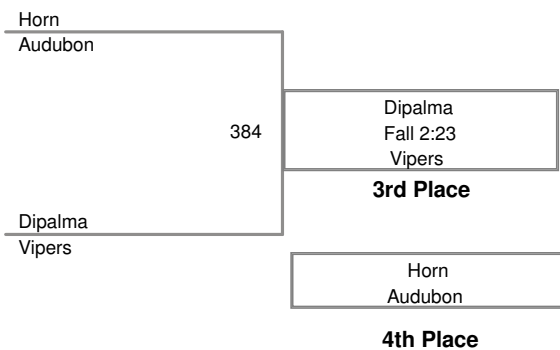 Horn
Audubon
384
Dipalma
Fall 2:23
Vipers
3rd Place
Dipalma
Vipers
Horn
Audubon
4th Place